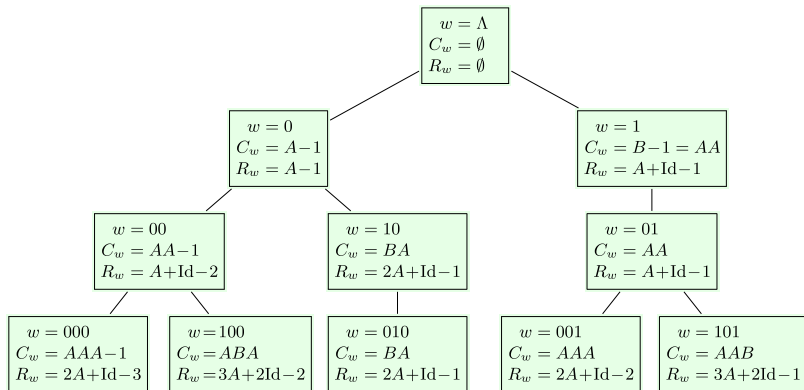 w = Λ
C_w = ∅
R_w = ∅
w = 0
C_w = A−1
R_w = A−1
w = 1
C_w = B−1 = AA
R_w = A+Id−1
w = 00
C_w = AA−1
R_w = A+Id−2
w = 10
C_w = BA
R_w = 2A+Id−1
w = 01
C_w = AA
R_w = A+Id−1
w = 000
C_w = AAA−1
R_w = 2A+Id−3
w = 100
C_w = ABA
R_w = 3A+2Id−2
w = 010
C_w = BA
R_w = 2A+Id−1
w = 001
C_w = AAA
R_w = 2A+Id−2
w = 101
C_w = AAB
R_w = 3A+2Id−1